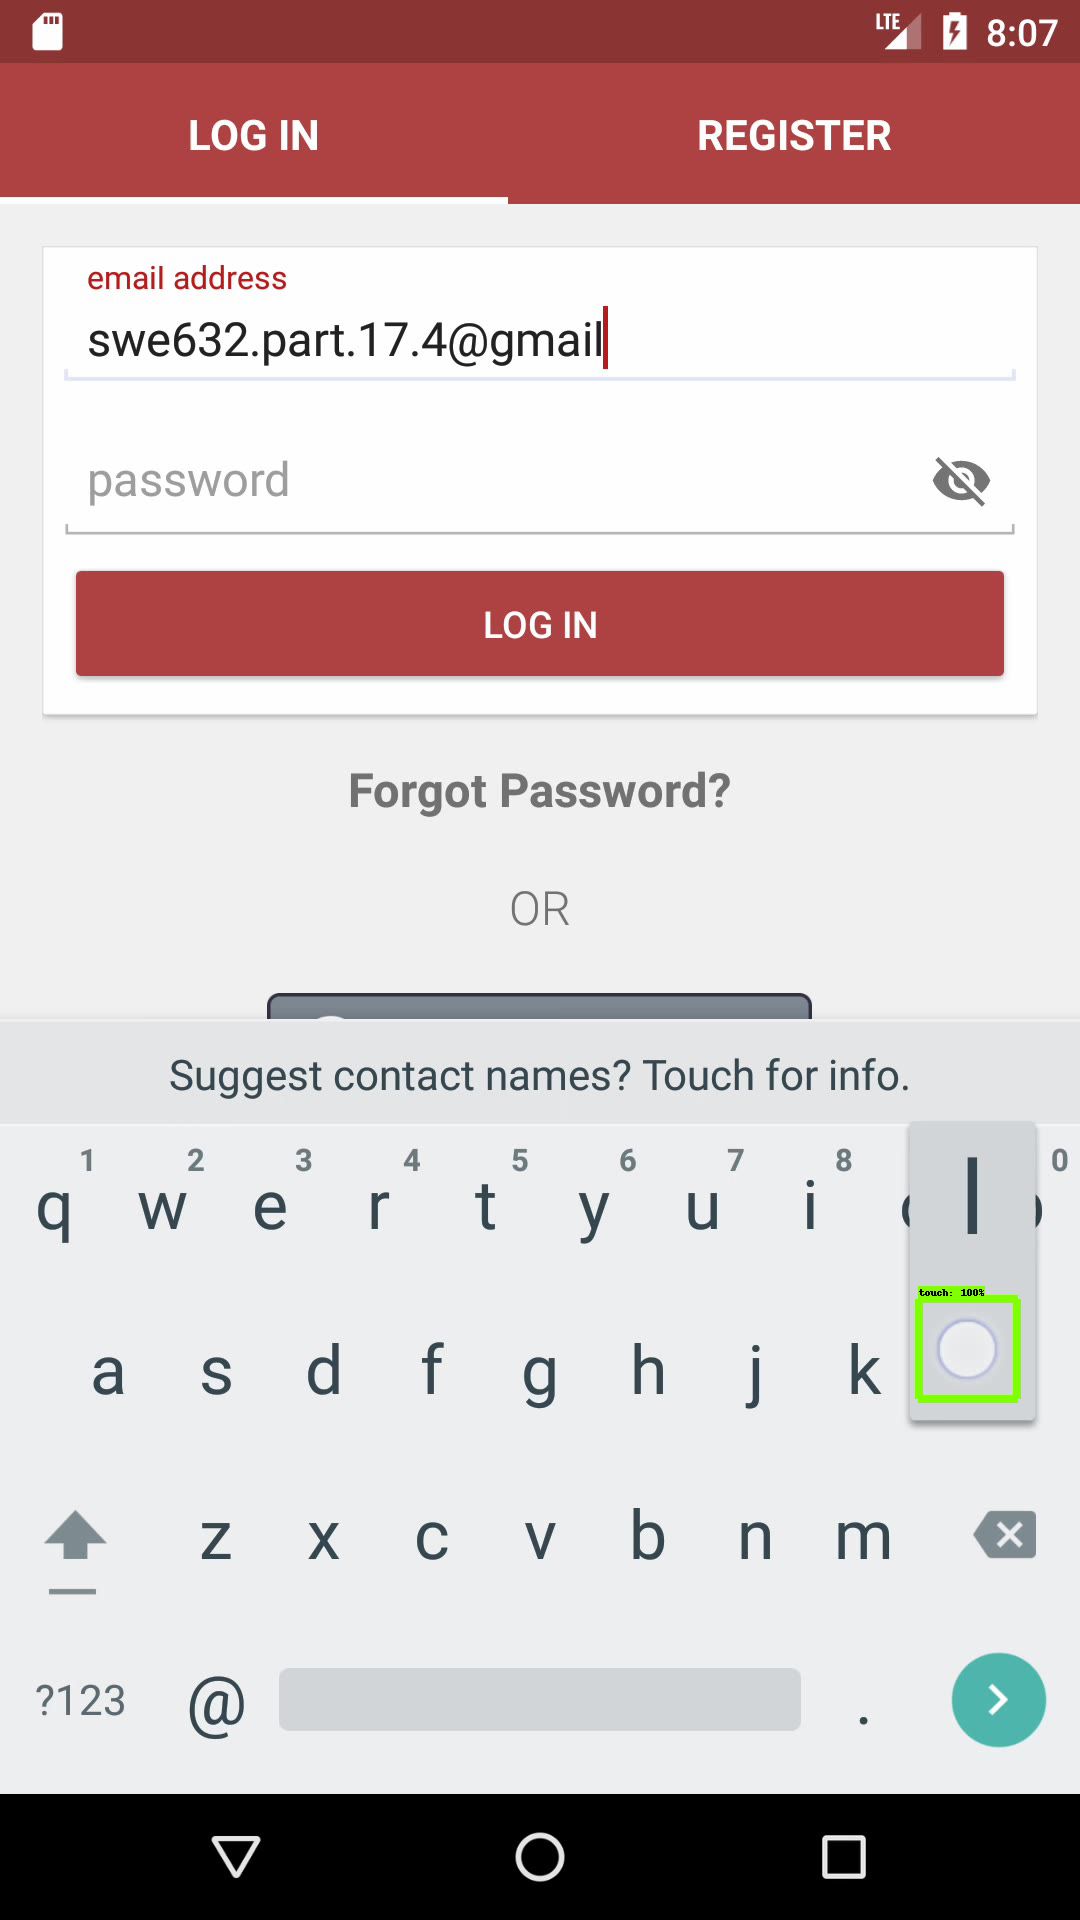 LTE 8:07
LOG IN REGISTER
email address
swe632.part.17.4@gmail
password
LOG IN
Forgot Password?
OR
Suggest contact names? Touch for info.
1 2 3 4 5 6 7 8 0
q w e r t y u i l
touch: 100%
a s d f g h j k
z x c v b n m
?123 @ .